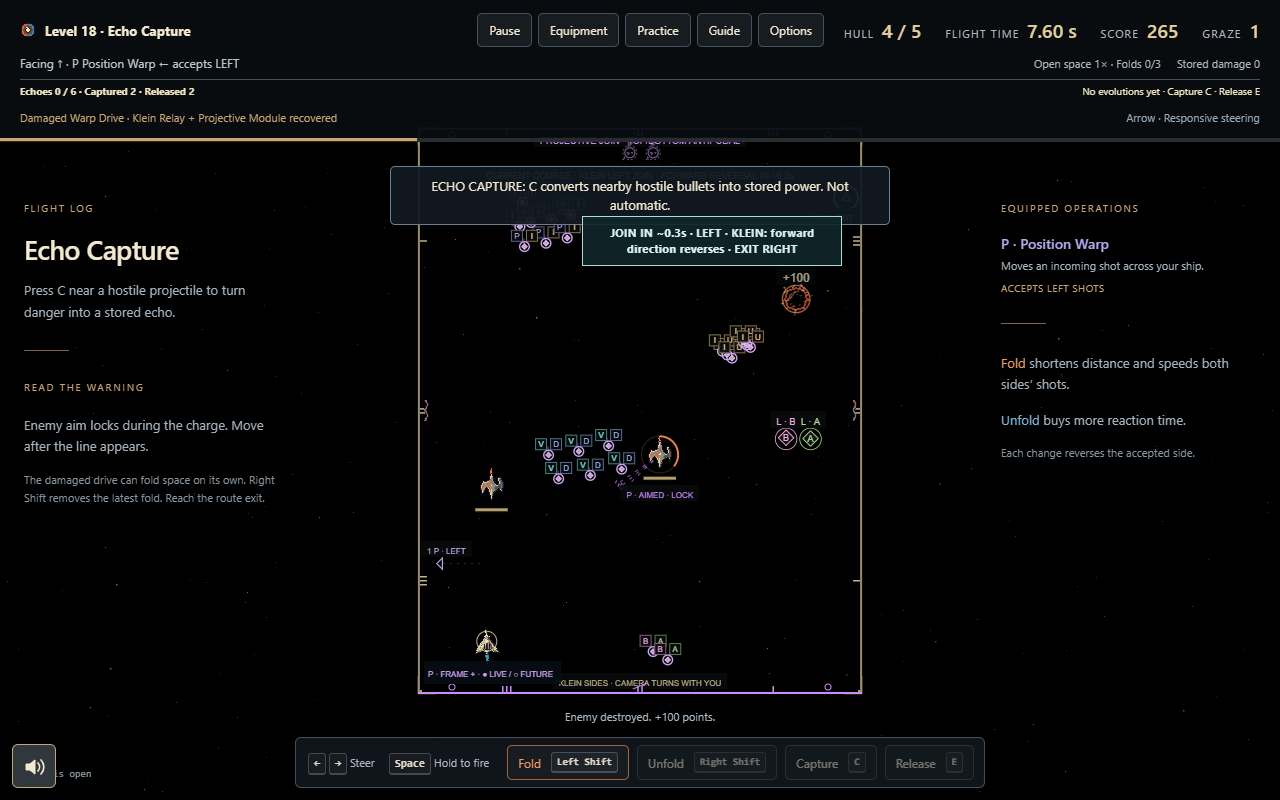 Level 18 · Echo Capture
Pause
Equipment
Practice
Guide
Options
HULL 4 / 5
FLIGHT TIME 7.60 s
SCORE 265
GRAZE 1
Facing ↑ · P Position Warp ← accepts LEFT
Open space 1× · Folds 0/3
Stored damage 0
Echoes 0 / 6 · Captured 2 · Released 2
No evolutions yet · Capture C · Release E
Damaged Warp Drive · Klein Relay + Projective Module recovered
Arrow · Responsive steering
ECHO CAPTURE: C converts nearby hostile bullets into stored power. Not
automatic.
JOIN IN ~0.3s · LEFT · KLEIN: forward
direction reverses · EXIT RIGHT
FLIGHT LOG
Echo Capture
Press C near a hostile projectile to turn
danger into a stored echo.
READ THE WARNING
Enemy aim locks during the charge. Move
after the line appears.
The damaged drive can fold space on its own. Right
Shift removes the latest fold. Reach the route exit.
P I
+100
I U
V D V D V D
V D V D V D
L · B L · A
B A
P · AIMED · LOCK
1 P · LEFT
B A
B A
P · FRAME + · ● LIVE / ○ FUTURE
KLEIN SIDES · CAMERA TURNS WITH YOU
EQUIPPED OPERATIONS
P · Position Warp
Moves an incoming shot across your ship.
ACCEPTS LEFT SHOTS
Fold shortens distance and speeds both
sides' shots.
Unfold buys more reaction time.
Each change reverses the accepted side.
Enemy destroyed. +100 points.
← → Steer
Space Hold to fire
Fold Left Shift
Unfold Right Shift
Capture C
Release E
is open